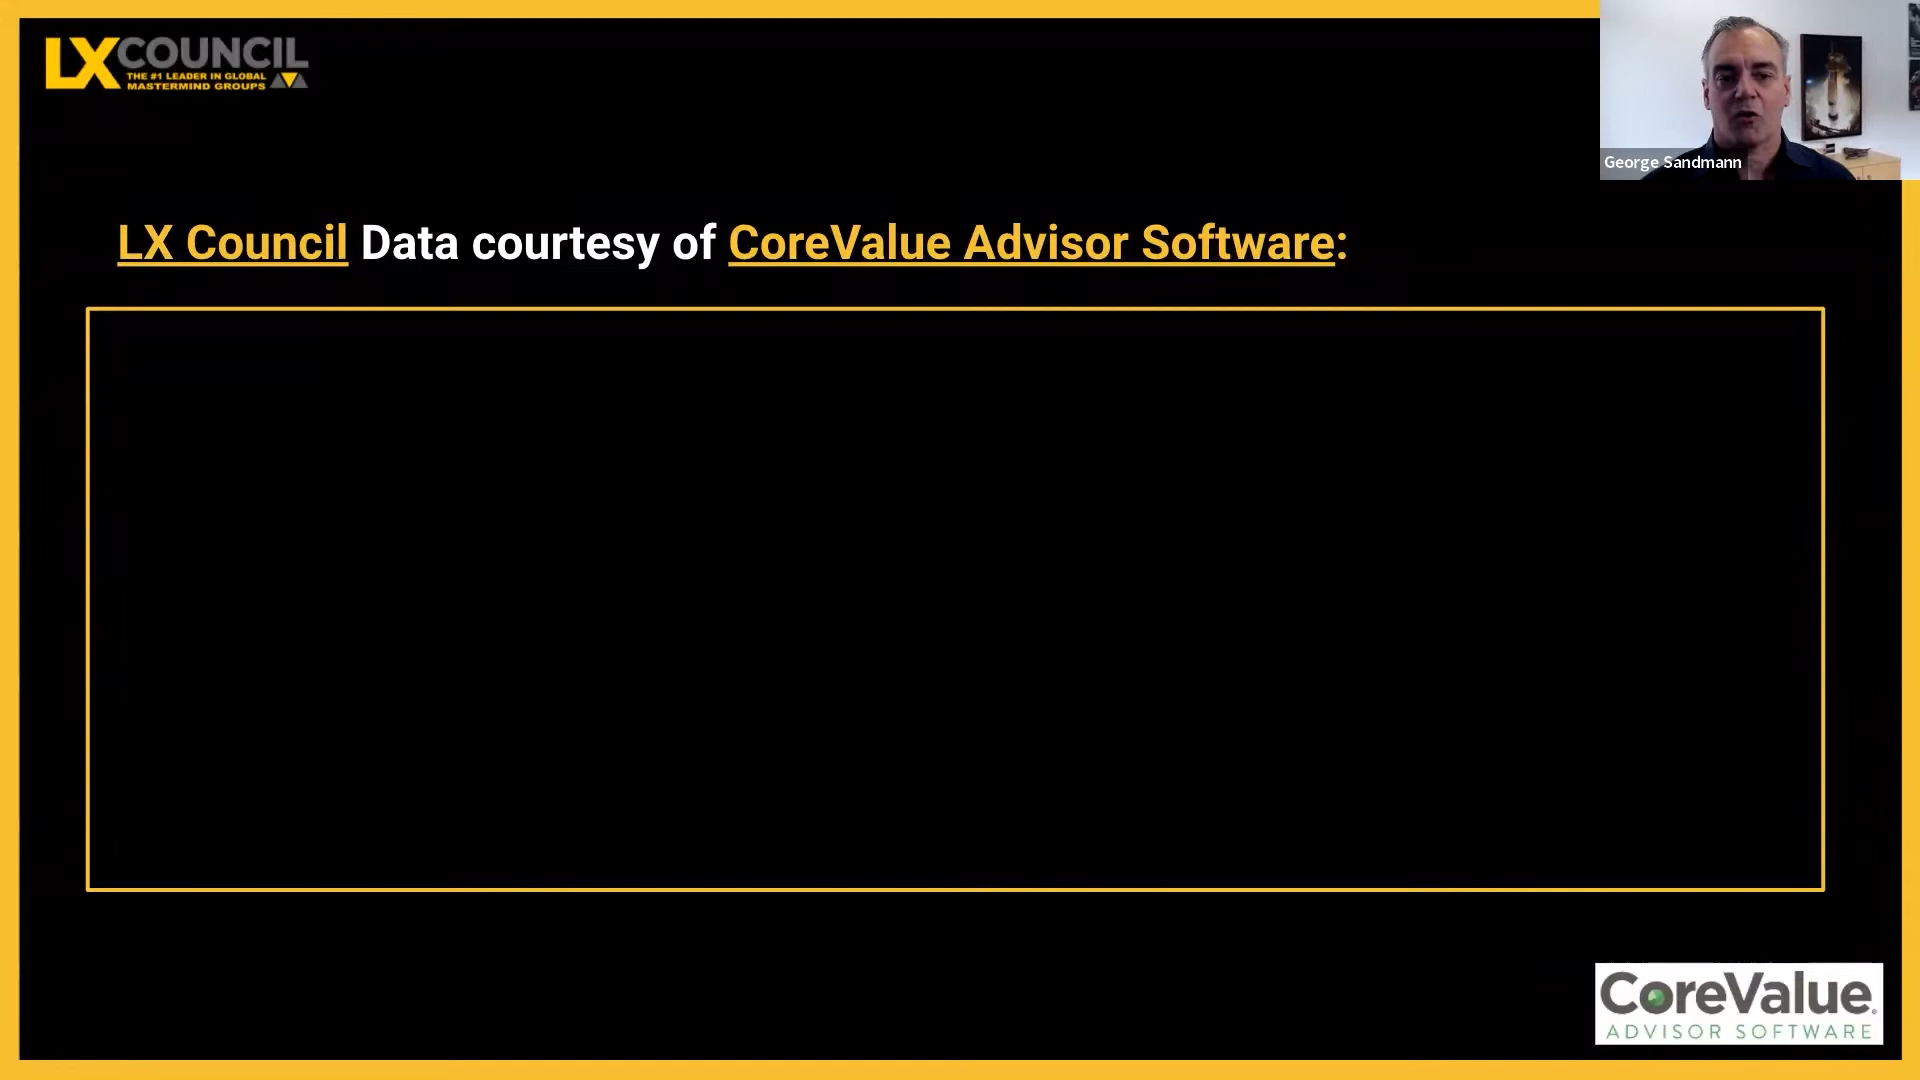 LXCOUNCIL
THE #1 LEADER IN GLOBAL
MASTERMIND GROUPS
George Sandmann
LX Council Data courtesy of CoreValue Advisor Software:
CoreValue
ADVISOR SOFTWARE